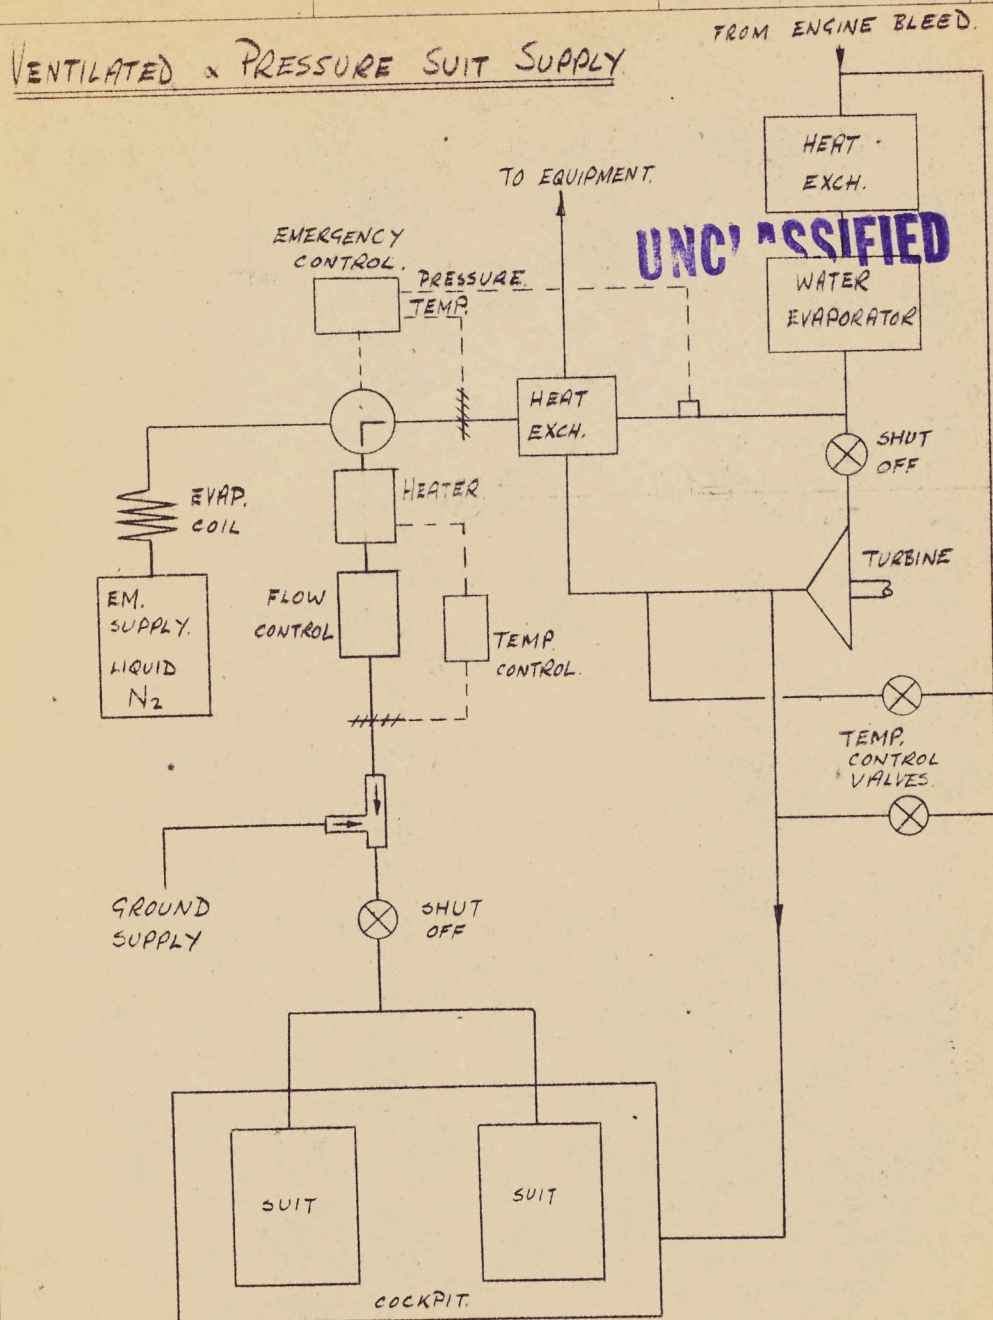 FROM ENGINE BLEED.
VENTILATED & PRESSURE SUIT SUPPLY
HEAT
EXCH.
TO EQUIPMENT.
UNCLASSIFIED
EMERGENCY
CONTROL.
PRESSURE.
TEMP.
WATER
EVAPORATOR
HEAT
EXCH.
SHUT
OFF
HEATER
EVAP.
COIL
TURBINE
EM.
SUPPLY.
LIQUID
N2
FLOW
CONTROL
TEMP.
CONTROL.
TEMP.
CONTROL
VALVES.
GROUND
SUPPLY
SHUT
OFF
SUIT
SUIT
COCKPIT.